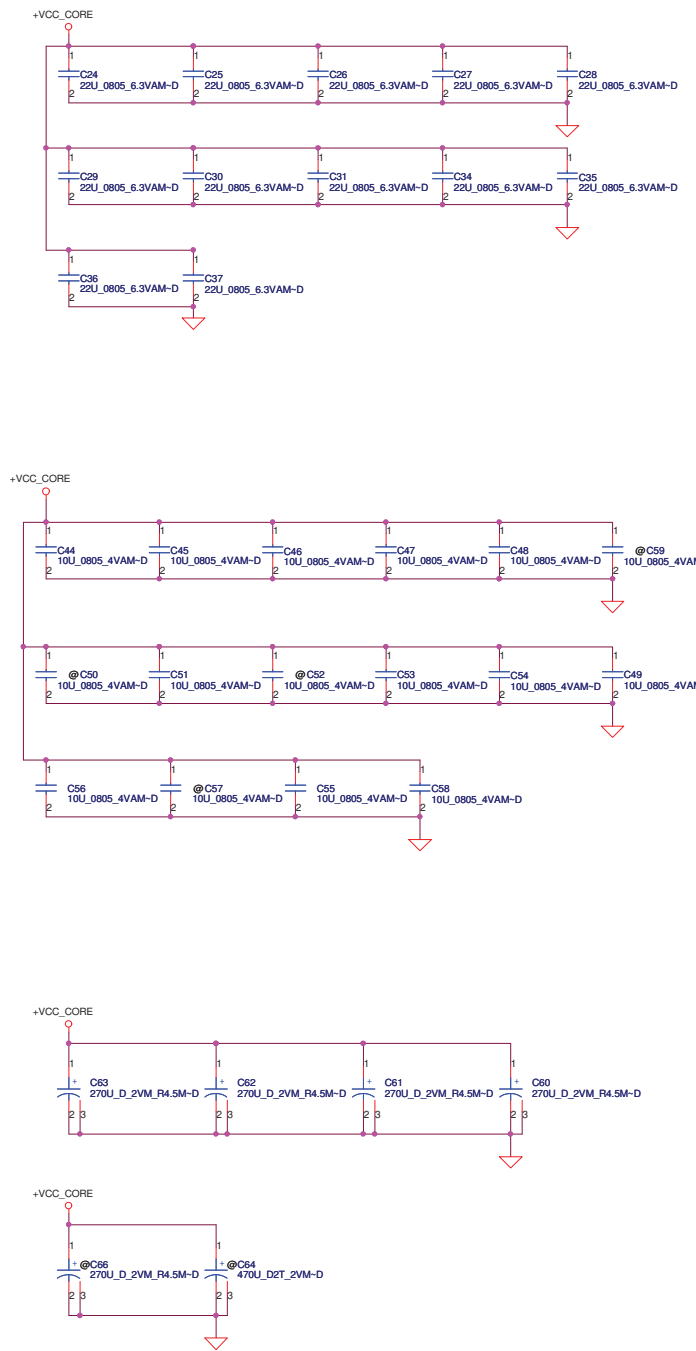 +VCC_CORE
1 1 1 1 1
C24 C25 C26 C27 C28
22U_0805_6.3VAM~D 22U_0805_6.3VAM~D 22U_0805_6.3VAM~D 22U_0805_6.3VAM~D 22U_0805_6.3VAM~D
2 2 2 2 2
1 1 1 1 1
C29 C30 C31 C34 C35
22U_0805_6.3VAM~D 22U_0805_6.3VAM~D 22U_0805_6.3VAM~D 22U_0805_6.3VAM~D 22U_0805_6.3VAM~D
2 2 2 2 2
1 1
C36 C37
22U_0805_6.3VAM~D 22U_0805_6.3VAM~D
2 2
+VCC_CORE
1 1 1 1 1 1
C44 C45 C46 C47 C48 @C59
10U_0805_4VAM~D 10U_0805_4VAM~D 10U_0805_4VAM~D 10U_0805_4VAM~D 10U_0805_4VAM~D 10U_0805_4VAM
2 2 2 2 2 2
1 1 1 1 1 1
@C50 C51 @C52 C53 C54 C49
10U_0805_4VAM~D 10U_0805_4VAM~D 10U_0805_4VAM~D 10U_0805_4VAM~D 10U_0805_4VAM~D 10U_0805_4VAM
2 2 2 2 2 2
1 1 1 1
C56 @C57 C55 C58
10U_0805_4VAM~D 10U_0805_4VAM~D 10U_0805_4VAM~D 10U_0805_4VAM~D
2 2 2 2
+VCC_CORE
1 1 1 1
+ C63 + C62 + C61 + C60
270U_D_2VM_R4.5M~D 270U_D_2VM_R4.5M~D 270U_D_2VM_R4.5M~D 270U_D_2VM_R4.5M~D
2 3 2 3 2 3 2 3
+VCC_CORE
1 1
+ @C66 + @C64
270U_D_2VM_R4.5M~D 470U_D2T_2VM~D
2 3 2 3